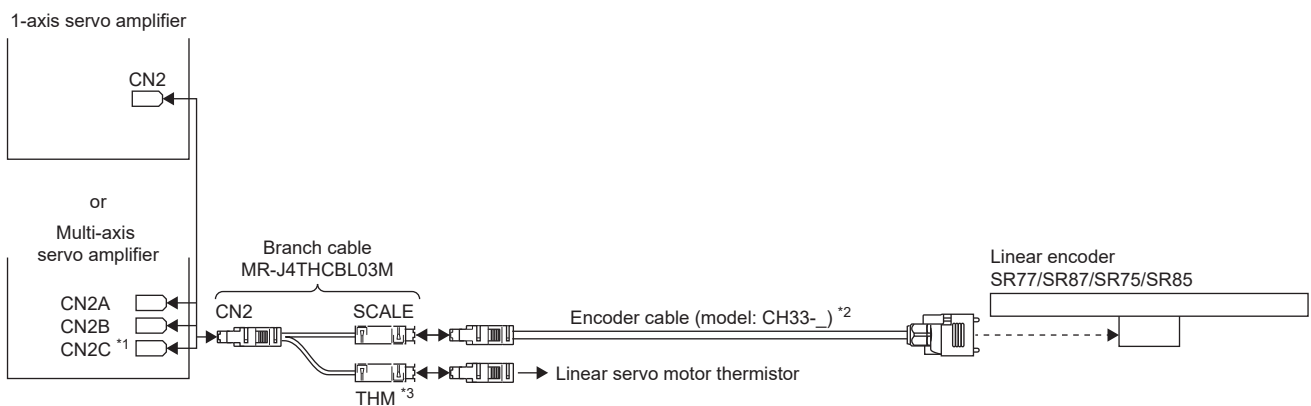 1-axis servo amplifier
CN2
or
Multi-axis
servo amplifier
CN2A
CN2B
CN2C *1
Branch cable
MR-J4THCBL03M
CN2
SCALE
THM *3
Encoder cable (model: CH33-_) *2
Linear servo motor thermistor
Linear encoder
SR77/SR87/SR75/SR85